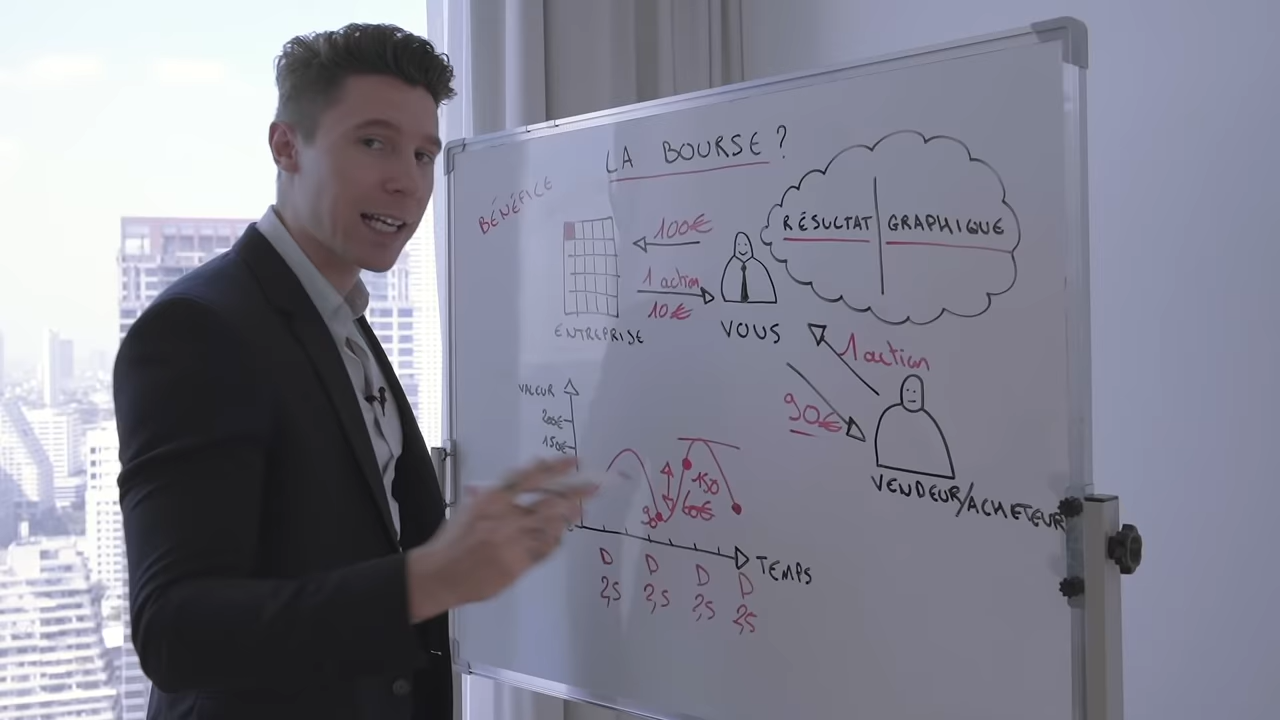 LA BOURSE ?
BÉNÉFICE
100€
1 action
10€
ENTREPRISE
VOUS
RÉSULTAT
GRAPHIQUE
1 action
90€
VENDEUR/ACHETEUR
VALEUR
200€
150€
90
150
60€
TEMPS
D D D D
2,5 2,5 2,5 2,5